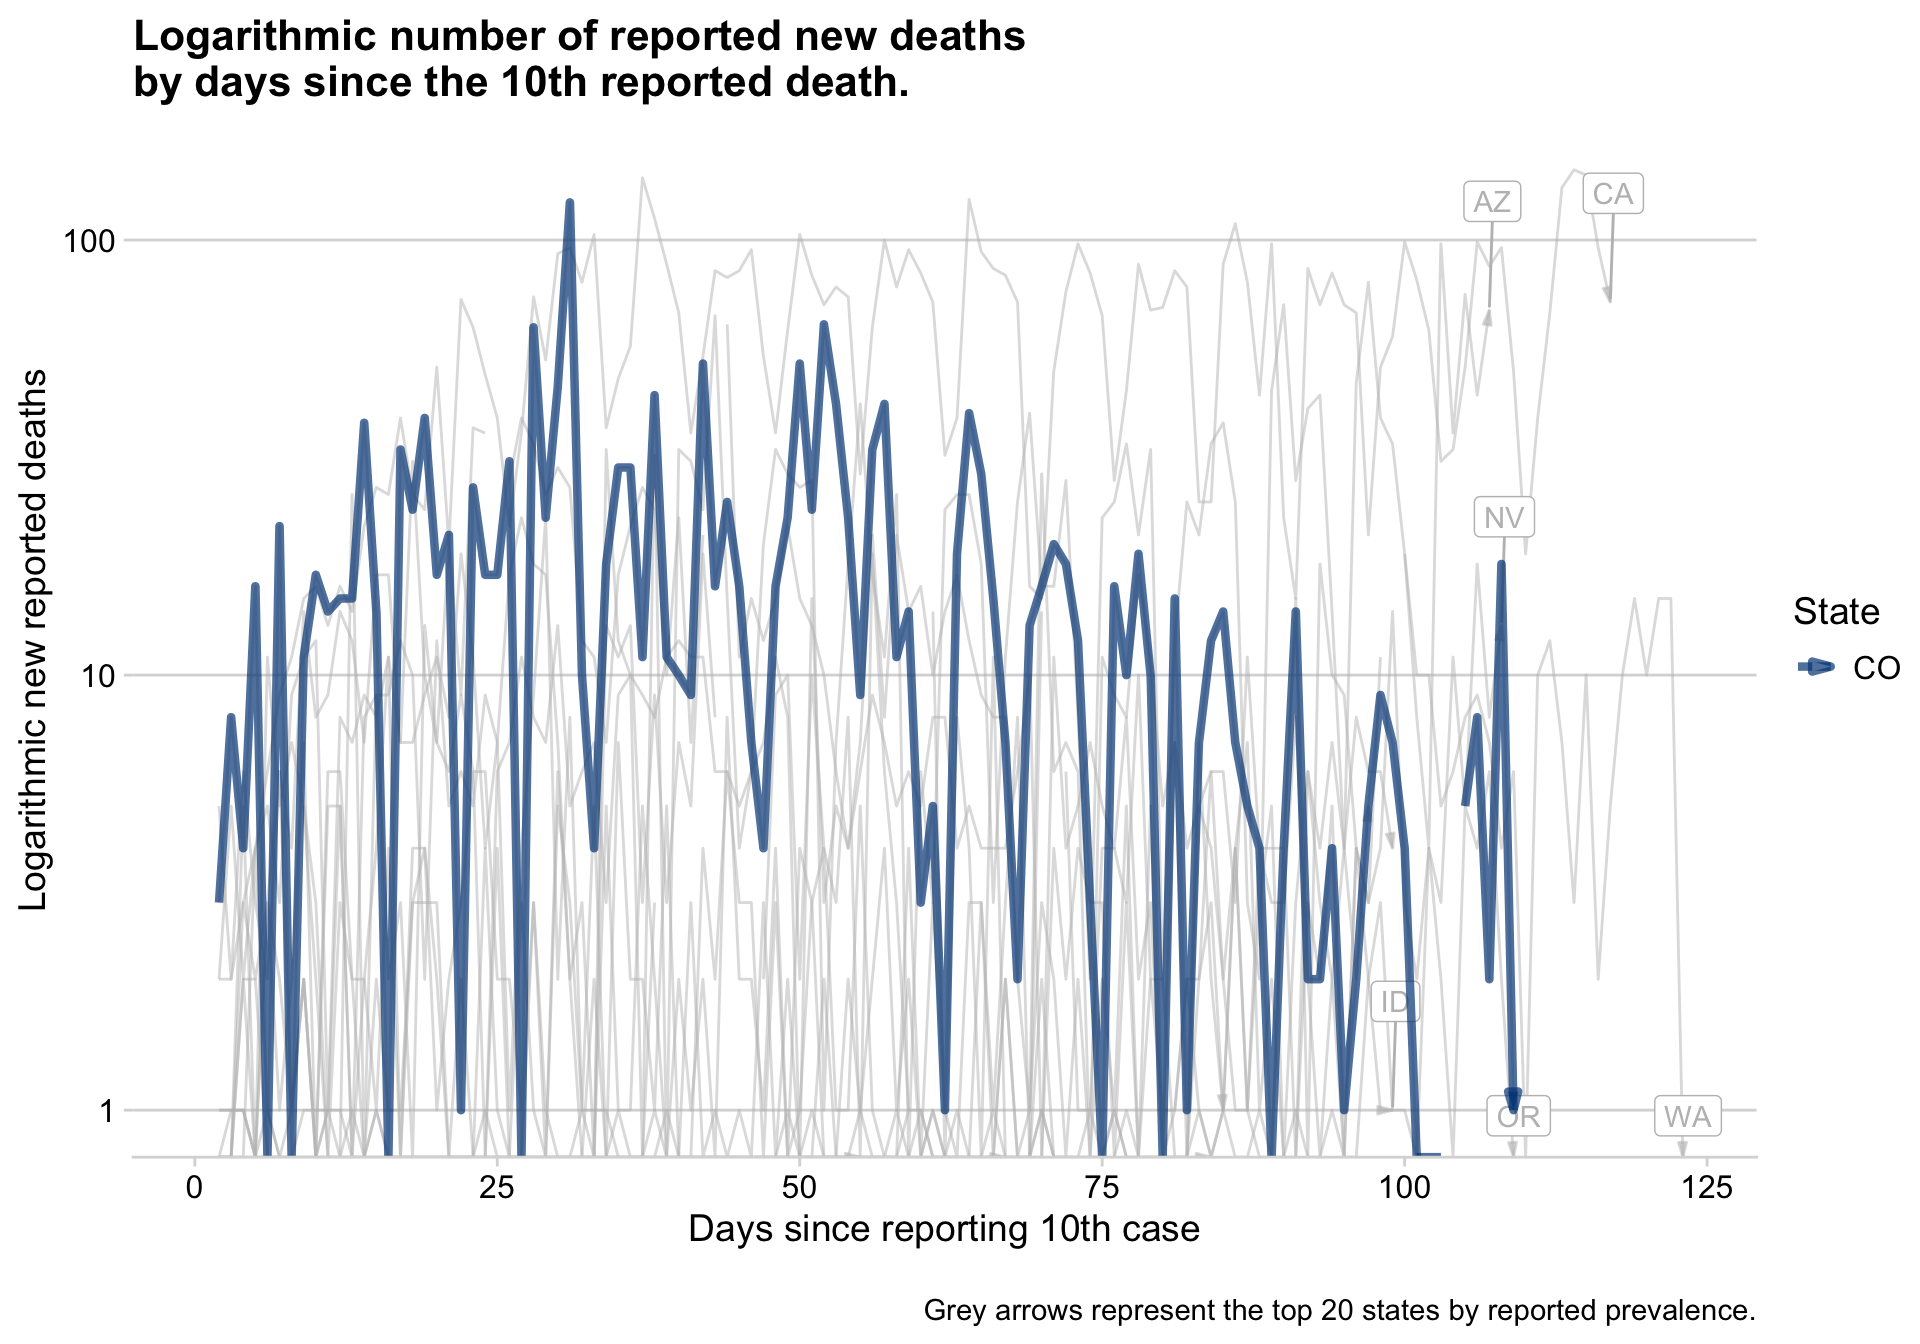 Logarithmic number of reported new deaths
by days since the 10th reported death.
Logarithmic new reported deaths
100
10
1
AZ
CA
NV
ID
OR
WA
State
CO
0 25 50 75 100 125
Days since reporting 10th case
Grey arrows represent the top 20 states by reported prevalence.